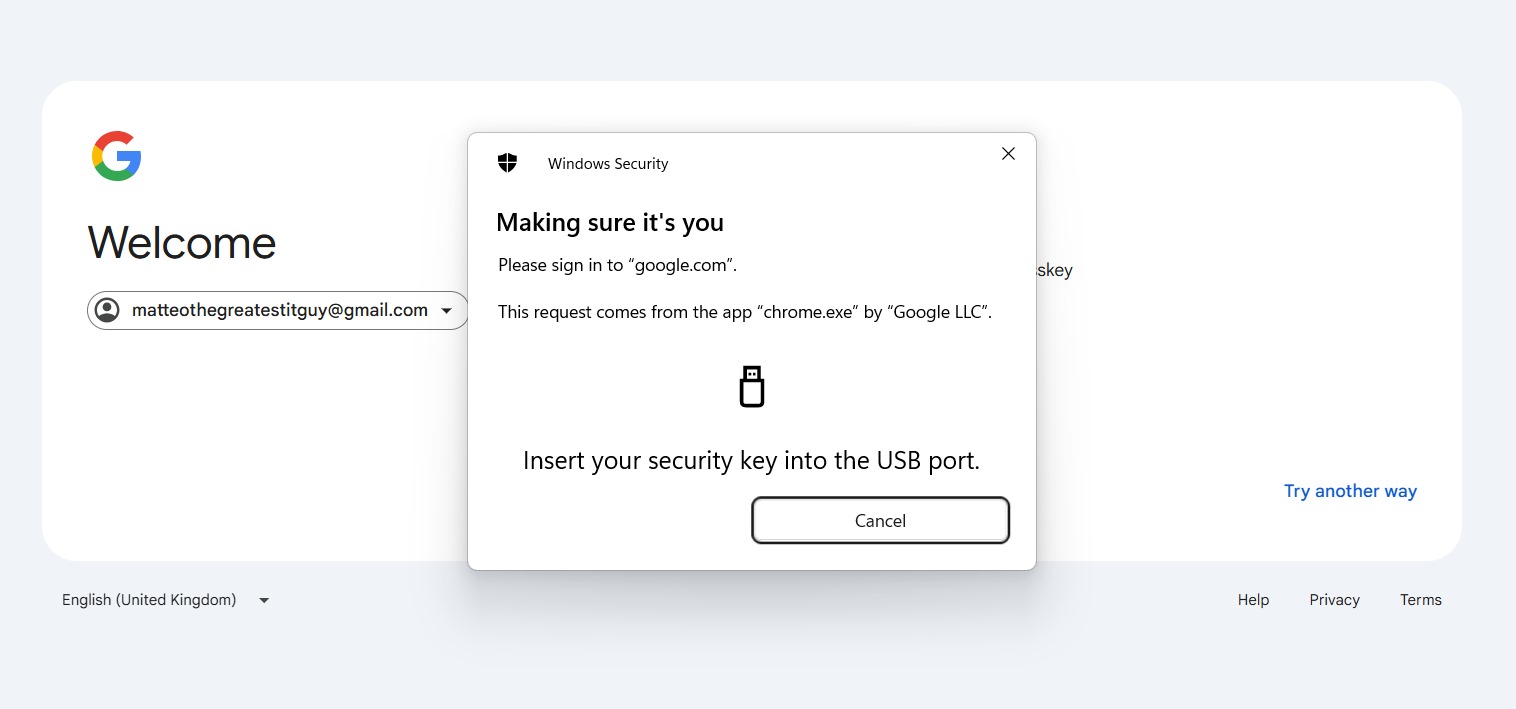 Windows Security
Making sure it's you
Please sign in to “google.com”.
This request comes from the app “chrome.exe” by “Google LLC”.
Insert your security key into the USB port.
Cancel
Welcome
matteothegreatestitguy@gmail.com
Try another way
English (United Kingdom)
Help
Privacy
Terms